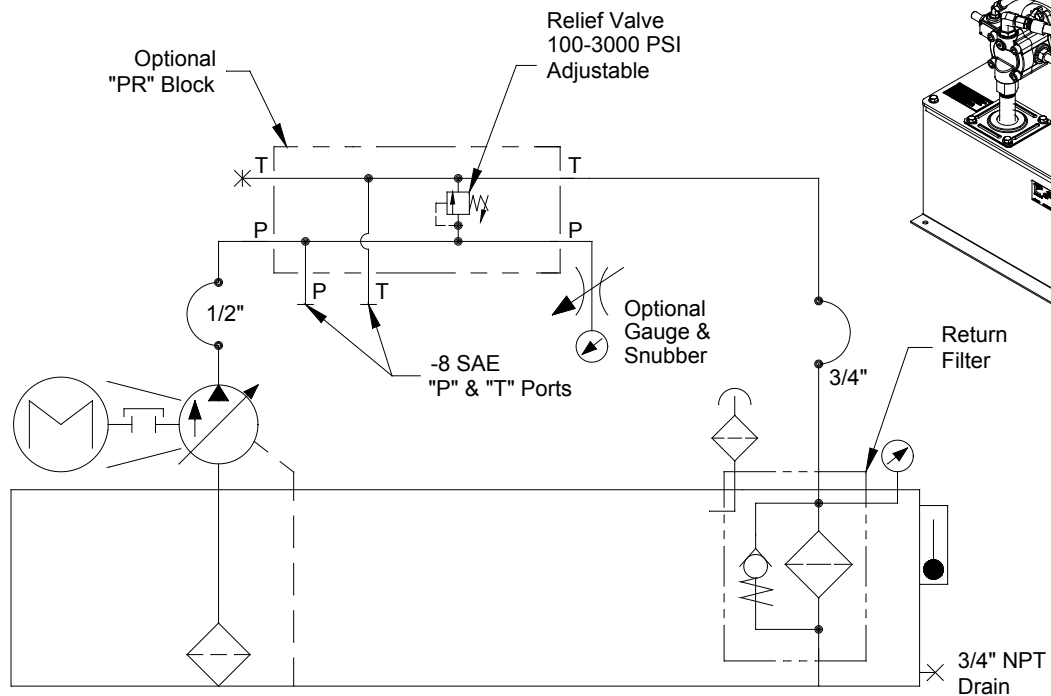 Relief Valve
100-3000 PSI
Adjustable
Optional
"PR" Block
T
T
P
P
P
T
1/2"
-8 SAE
"P" & "T" Ports
Optional
Gauge &
Snubber
3/4"
Return
Filter
M
3/4" NPT
Drain